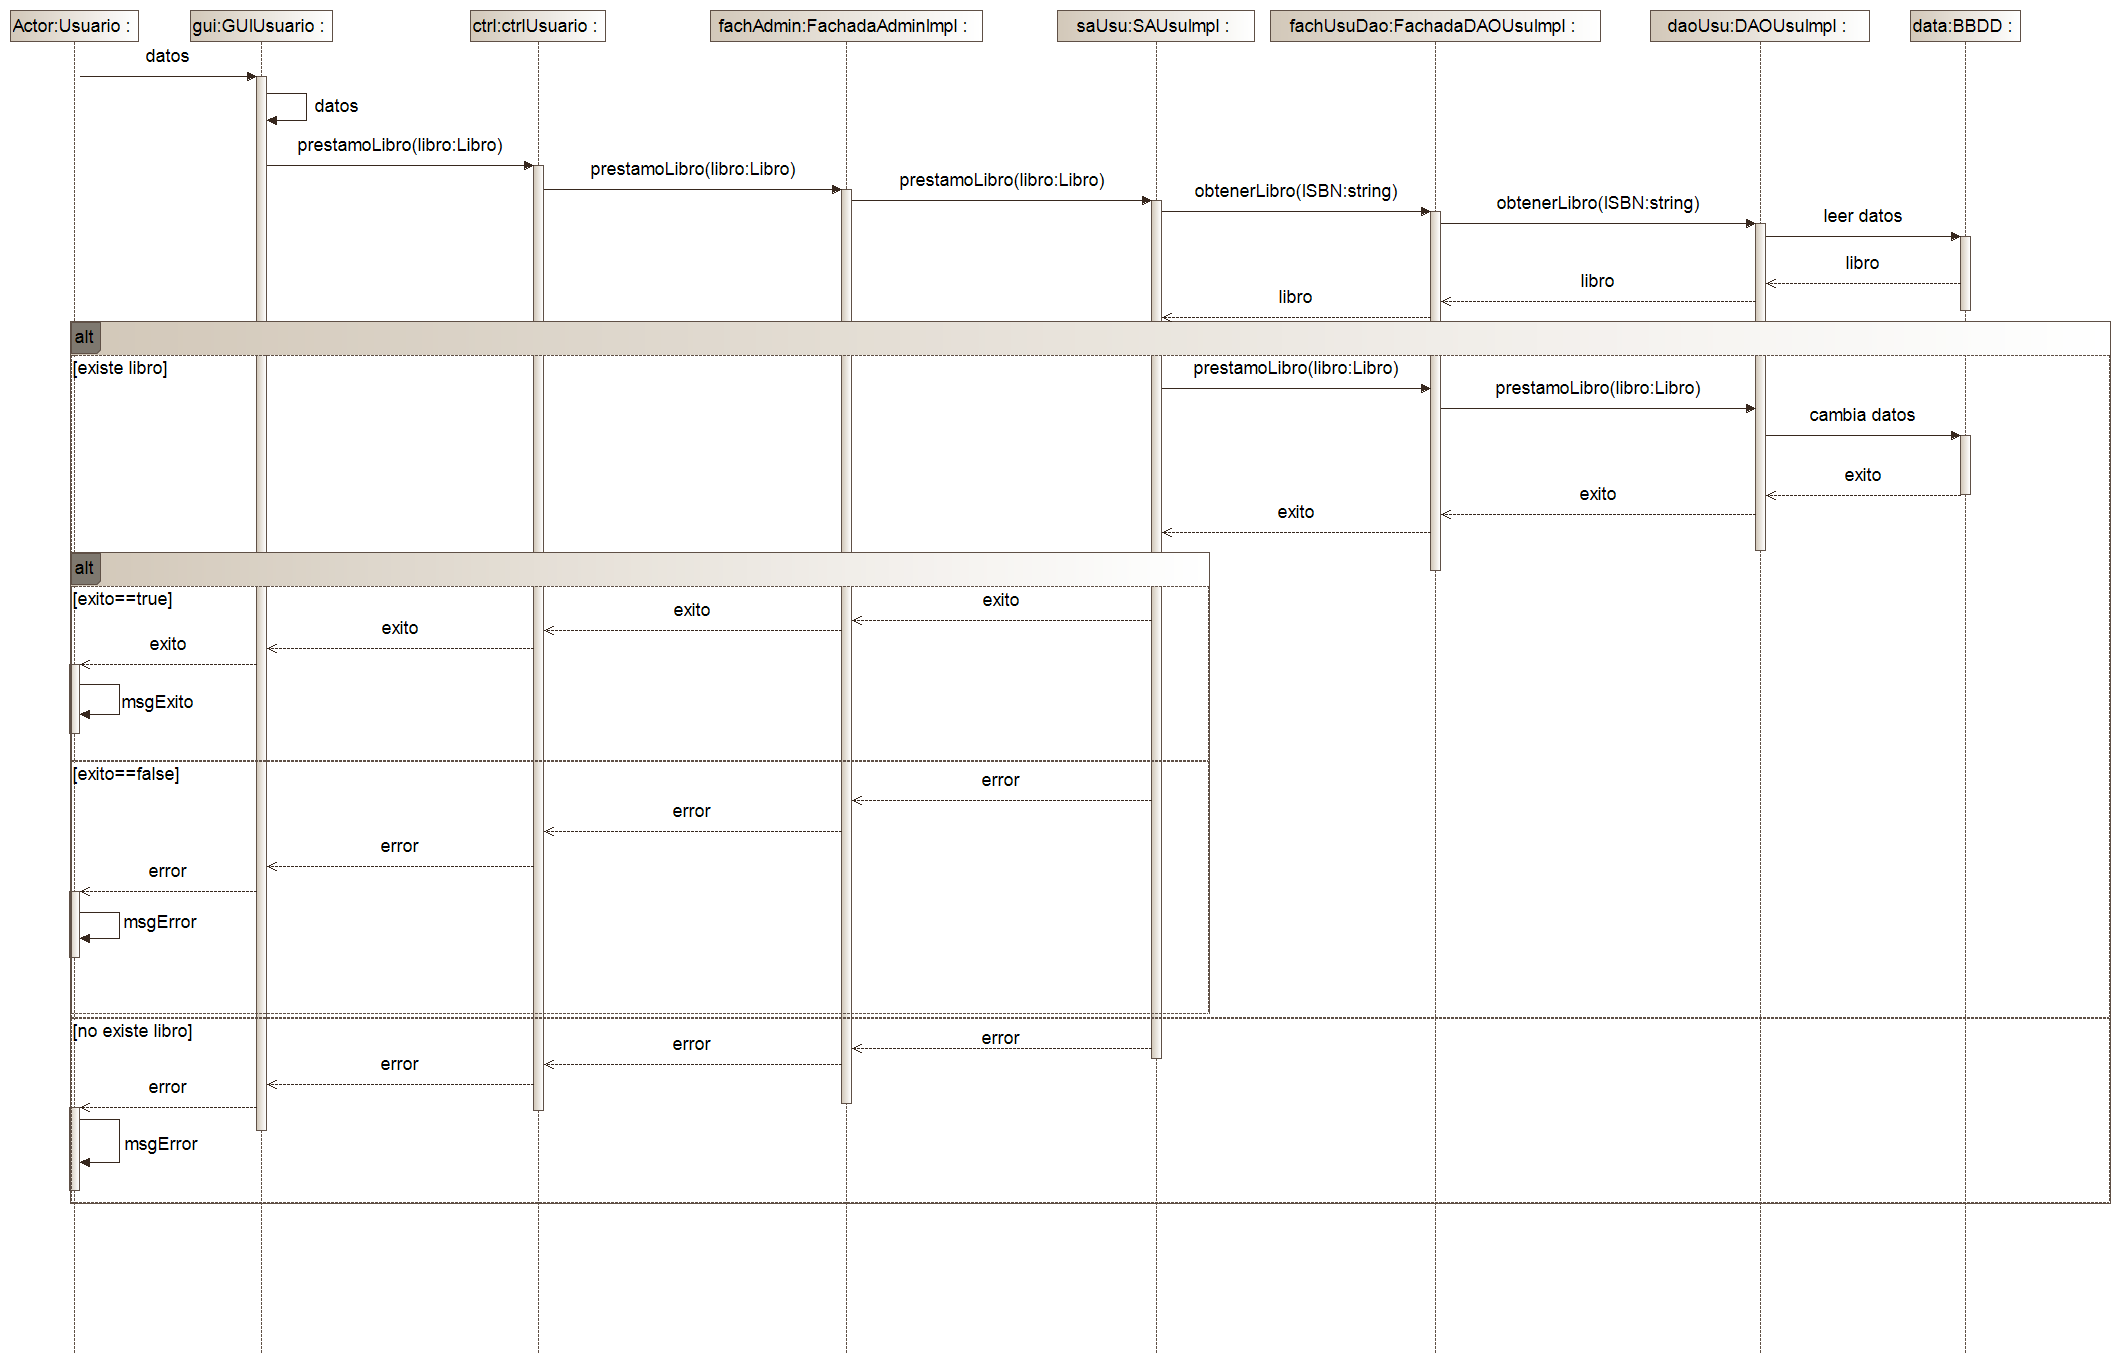 Actor:Usuario :
gui:GUIUsuario :
ctrl:ctrlUsuario :
fachAdmin:FachadaAdminImpl :
saUsu:SAUsuImpl :
fachUsuDao:FachadaDAOUsuImpl :
daoUsu:DAOUsuImpl :
data:BBDD :
datos
datos
prestamoLibro(libro:Libro)
prestamoLibro(libro:Libro)
prestamoLibro(libro:Libro)
obtenerLibro(ISBN:string)
obtenerLibro(ISBN:string)
leer datos
libro
libro
libro
alt
[existe libro]
prestamoLibro(libro:Libro)
prestamoLibro(libro:Libro)
cambia datos
exito
exito
exito
alt
[exito==true]
exito
exito
exito
exito
msgExito
[exito==false]
error
error
error
error
msgError
[no existe libro]
error
error
error
error
msgError